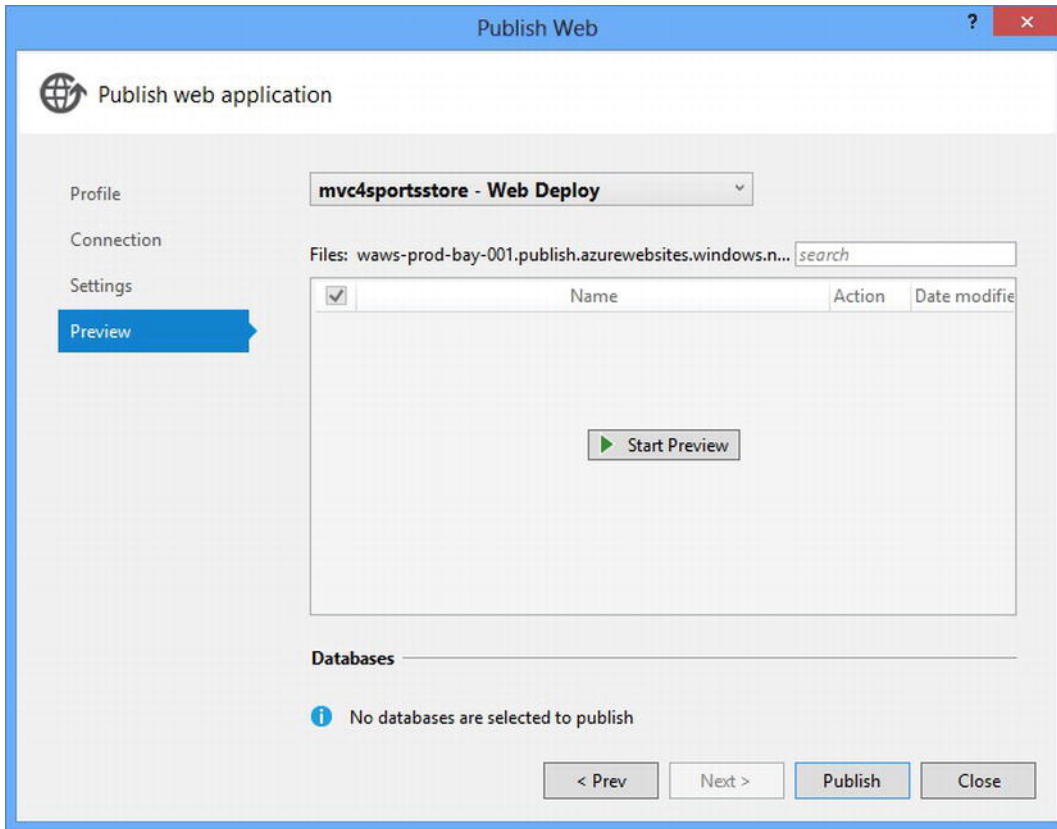 Publish Web
?
Publish web application
Profile
Connection
Settings
Preview
mvc4sportsstore - Web Deploy
Files: waws-prod-bay-001.publish.azurewebsites.windows.n... search
Name Action Date modifie
Start Preview
Databases
No databases are selected to publish
< Prev Next > Publish Close